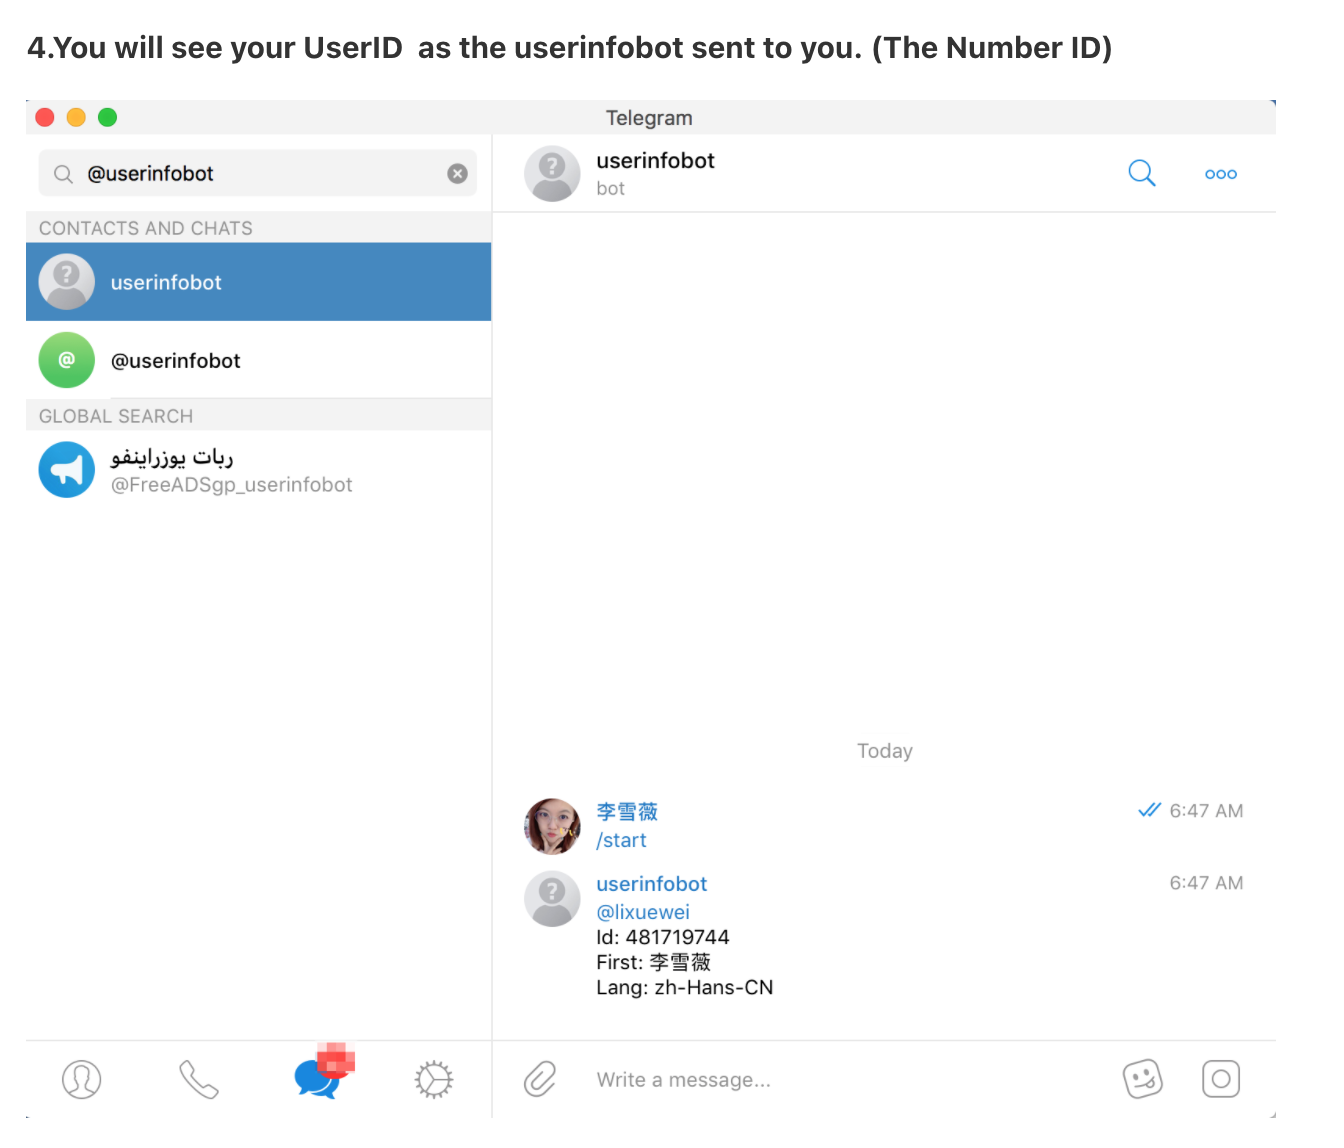 4.You will see your UserID  as the userinfobot sent to you. (The Number ID)
Telegram
@userinfobot
CONTACTS AND CHATS
userinfobot
@
@userinfobot
GLOBAL SEARCH
ربات یوزراینفو
@FreeADSgp_userinfobot
?
userinfobot
bot
Today
李雪薇
6:47 AM
/start
userinfobot
6:47 AM
@lixuewei
Id: 481719744
First: 李雪薇
Lang: zh-Hans-CN
Write a message...